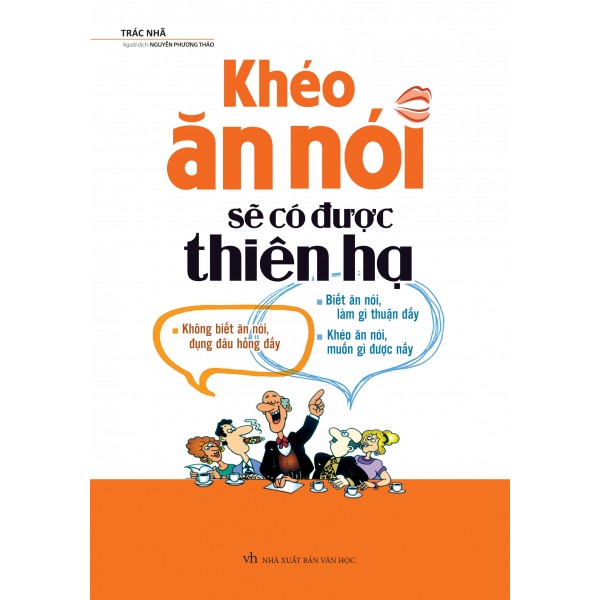 TRÁC NHÃ
Người dịch: NGUYỄN PHƯƠNG THẢO
Khéo
ăn nói
sẽ có được
thiên hạ
Biết ăn nói,
làm gì thuận đấy
Khéo ăn nói,
muốn gì được nấy
Không biết ăn nói,
đụng đâu hỏng đấy
vh NHÀ XUẤT BẢN VĂN HỌC